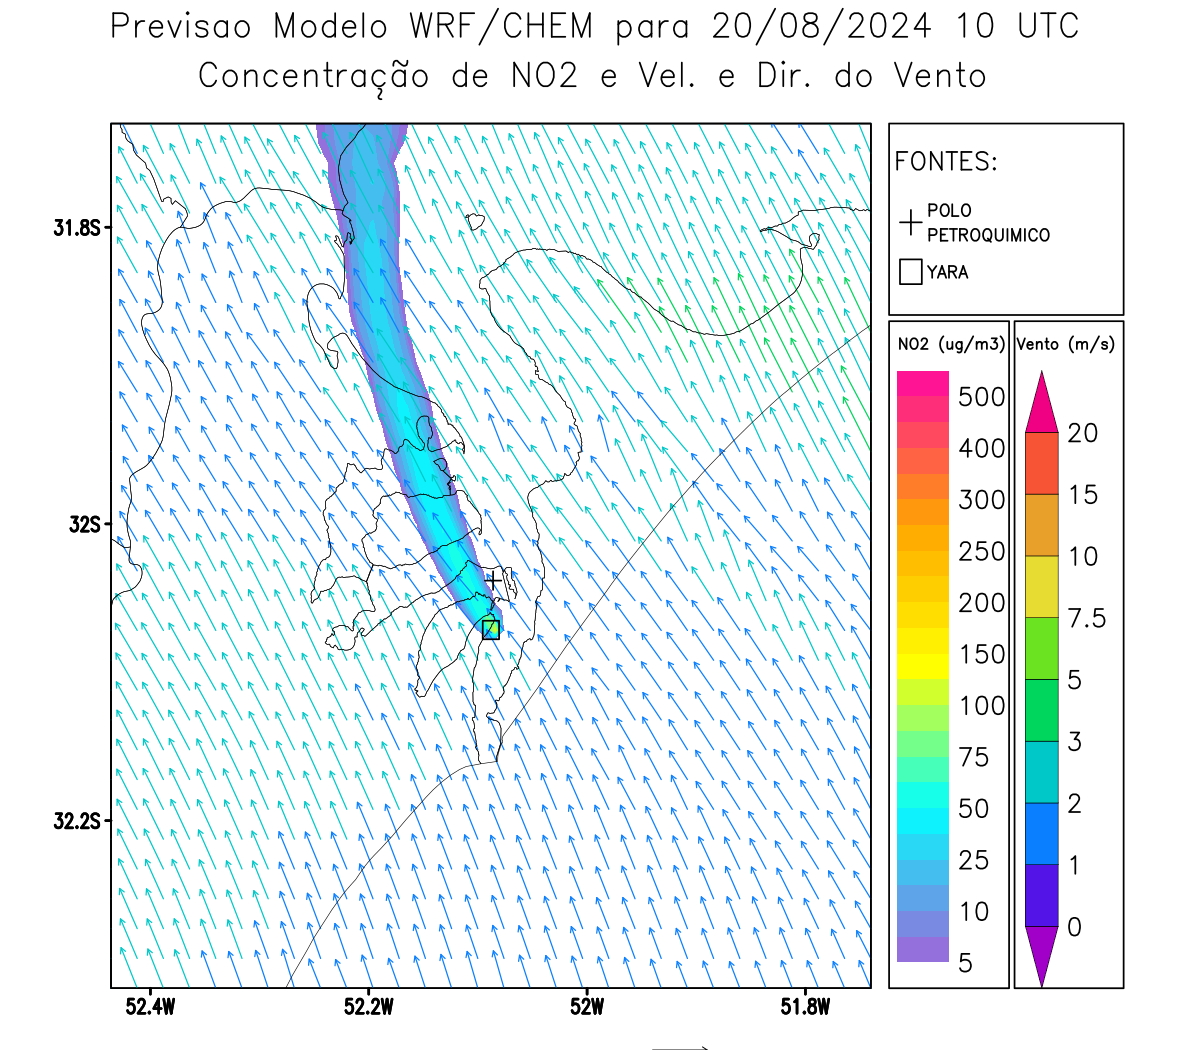 Previsao Modelo WRF/CHEM para 20/08/2024 10 UTC
Concentração de NO2 e Vel. e Dir. do Vento
FONTES:
POLO
PETROQUIMICO
YARA
NO2 (ug/m3)
500
400
300
250
200
150
100
75
50
25
10
5
Vento (m/s)
20
15
10
7.5
5
3
2
1
0
31.8S
32S
32.2S
52.4W
52.2W
52W
51.8W